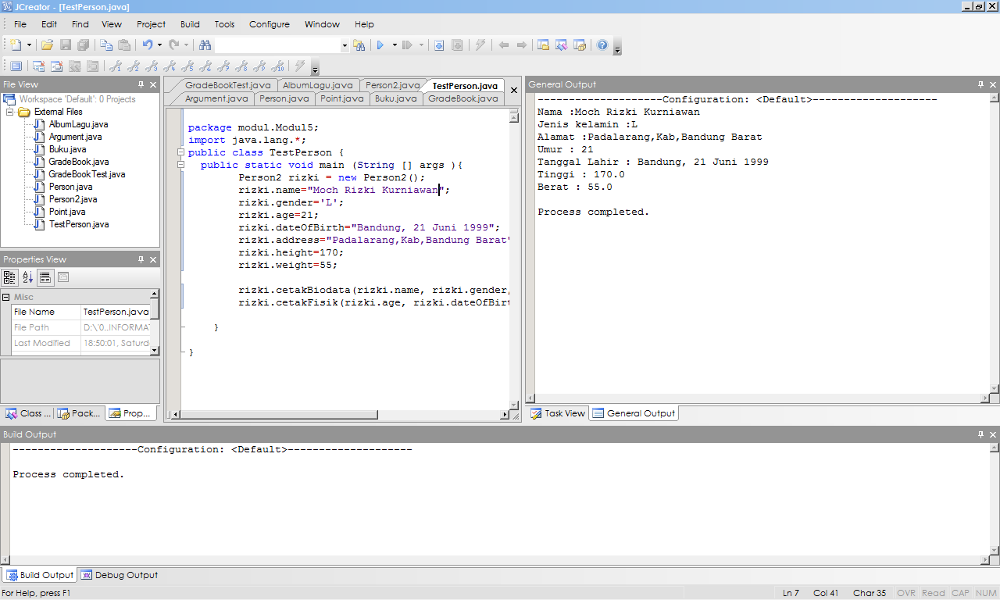 JCreator - [TestPerson.java]
File Edit Find View Project Build Tools Configure Window Help
File View
Workspace 'Default': 0 Projects
External Files
AlbumLagu.java
Argument.java
Buku.java
GradeBook.java
GradeBookTest.java
Person.java
Person2.java
Point.java
TestPerson.java
Properties View
Misc
File Name TestPerson.java
File Path D:\'0..INFORMA
Last Modified 18:50:01, Saturd
Class ... Pack... Prop...
GradeBookTest.java AlbumLagu.java Person2.java TestPerson.java
Argument.java Person.java Point.java Buku.java GradeBook.java
package modul.Modul5;
import java.lang.*;
public class TestPerson {
public static void main (String [] args ){
Person2 rizki = new Person2();
rizki.name="Moch Rizki Kurniawan";
rizki.gender='L';
rizki.age=21;
rizki.dateOfBirth="Bandung, 21 Juni 1999";
rizki.address="Padalarang,Kab,Bandung Barat"
rizki.height=170;
rizki.weight=55;
rizki.cetakBiodata(rizki.name, rizki.gender,
rizki.cetakFisik(rizki.age, rizki.dateOfBirt
}
}
General Output
--------------------Configuration: <Default>--------------------
Nama :Moch Rizki Kurniawan
Jenis kelamin :L
Alamat :Padalarang,Kab,Bandung Barat
Umur : 21
Tanggal Lahir : Bandung, 21 Juni 1999
Tinggi : 170.0
Berat : 55.0
Process completed.
Task View General Output
Build Output
--------------------Configuration: <Default>--------------------
Process completed.
Build Output Debug Output
For Help, press F1
Ln 7 Col 41 Char 35 OVR Read CAP NUM